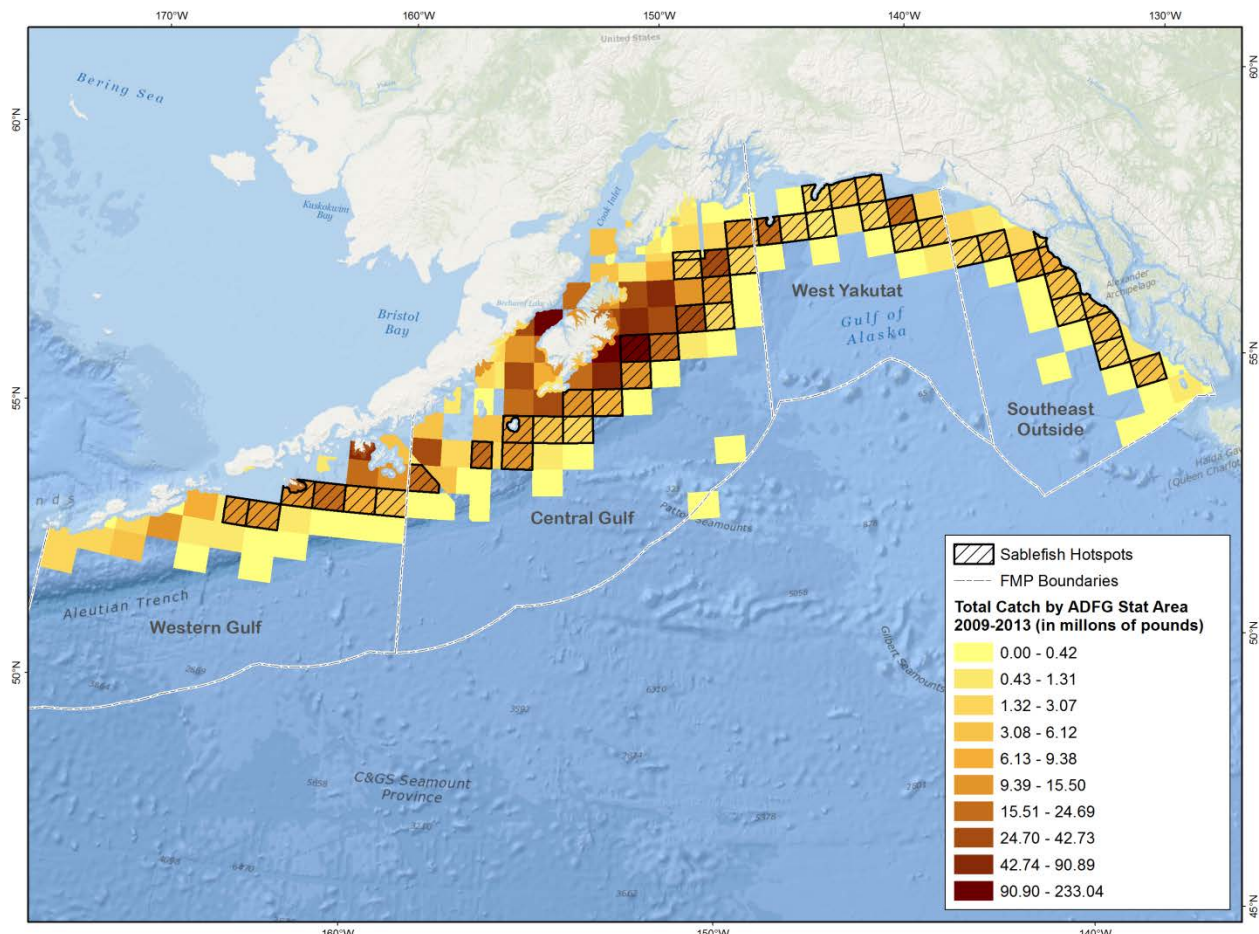 170°W
160°W
150°W
140°W
130°W
United States
Bering Sea
60°N
60°N
Kuskokwim
Bay
Cook Inlet
Bristol
Bay
Alexander
Archipelago
West Yakutat
Gulf of
Alaska
55°N
55°N
Southeast
Outside
Central Gulf
Patton Seamounts
Aleutian Trench
Western Gulf
50°N
50°N
Gilbert Seamounts
C&GS Seamount
Province
45°N
Sablefish Hotspots
FMP Boundaries
Total Catch by ADFG Stat Area
2009-2013 (in millons of pounds)
0.00 - 0.42
0.43 - 1.31
1.32 - 3.07
3.08 - 6.12
6.13 - 9.38
9.39 - 15.50
15.51 - 24.69
24.70 - 42.73
42.74 - 90.89
90.90 - 233.04
160°W
150°W
140°W